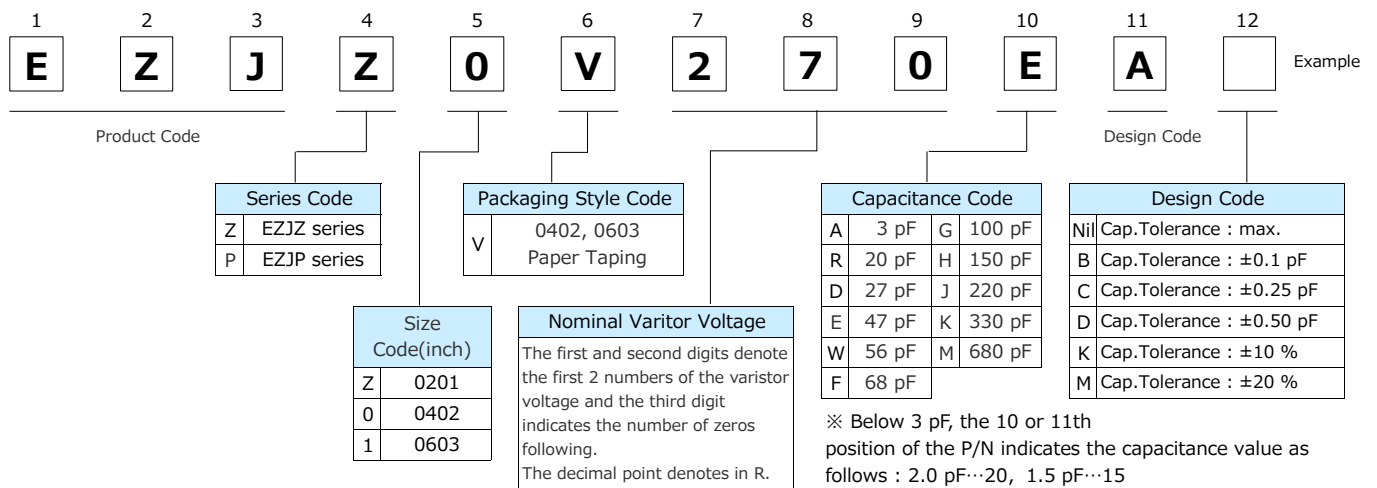 1 2 3 4 5 6 7 8 9 10 11 12
E Z J Z 0 V 2 7 0 E A Example
Product Code
Design Code
Series Code
Z EZJZ series
P EZJP series
Size
Code(inch)
Z 0201
0 0402
1 0603
Packaging Style Code
V 0402, 0603
Paper Taping
Nominal Varitor Voltage
The first and second digits denote
the first 2 numbers of the varistor
voltage and the third digit
indicates the number of zeros
following.
The decimal point denotes in R.
Capacitance Code
A 3 pF G 100 pF
R 20 pF H 150 pF
D 27 pF J 220 pF
E 47 pF K 330 pF
W 56 pF M 680 pF
F 68 pF
※ Below 3 pF, the 10 or 11th
position of the P/N indicates the capacitance value as
follows : 2.0 pF⋯20, 1.5 pF⋯15
Design Code
Nil Cap.Tolerance : max.
B Cap.Tolerance : ±0.1 pF
C Cap.Tolerance : ±0.25 pF
D Cap.Tolerance : ±0.50 pF
K Cap.Tolerance : ±10 %
M Cap.Tolerance : ±20 %